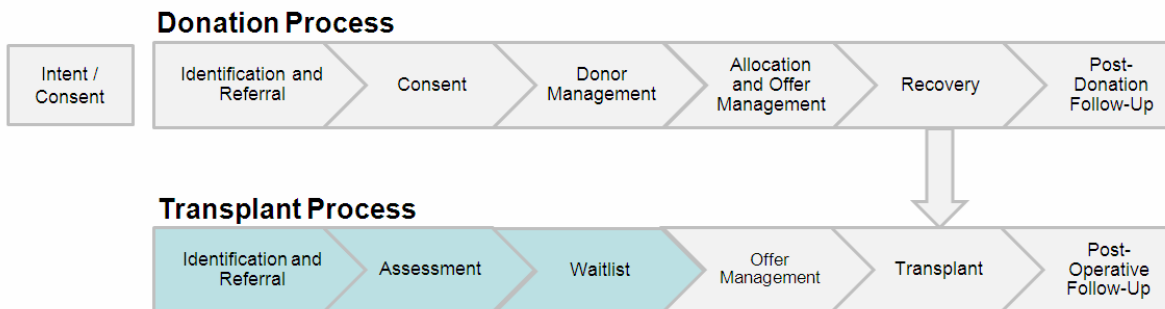 Donation Process
Intent /
Consent
Identification and
Referral
Consent
Donor
Management
Allocation
and Offer
Management
Recovery
Post-
Donation
Follow-Up
Transplant Process
Identification and
Referral
Assessment
Waitlist
Offer
Management
Transplant
Post-
Operative
Follow-Up